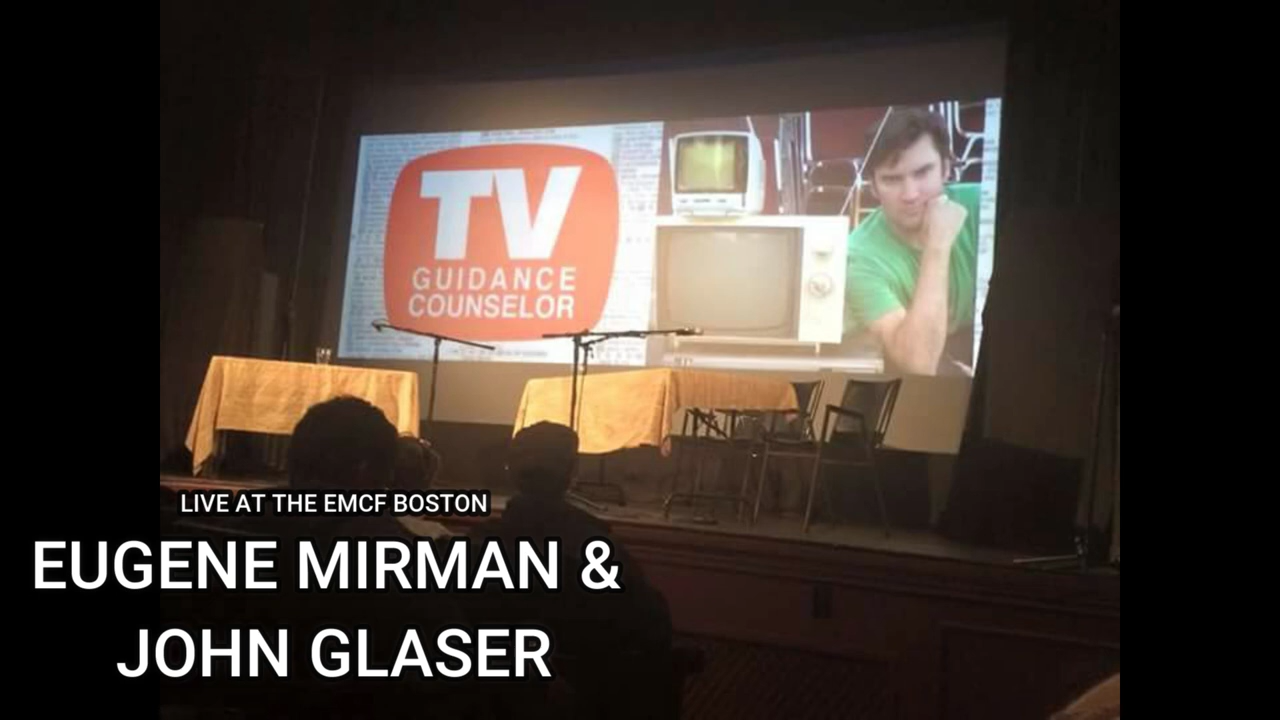 TV
GUIDANCE
COUNSELOR
LIVE AT THE EMCF BOSTON
EUGENE MIRMAN &
JOHN GLASER